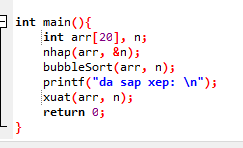 int main(){
int arr[20], n;
nhap(arr, &n);
bubbleSort(arr, n);
printf("da sap xep: \n");
xuat(arr, n);
return 0;
}